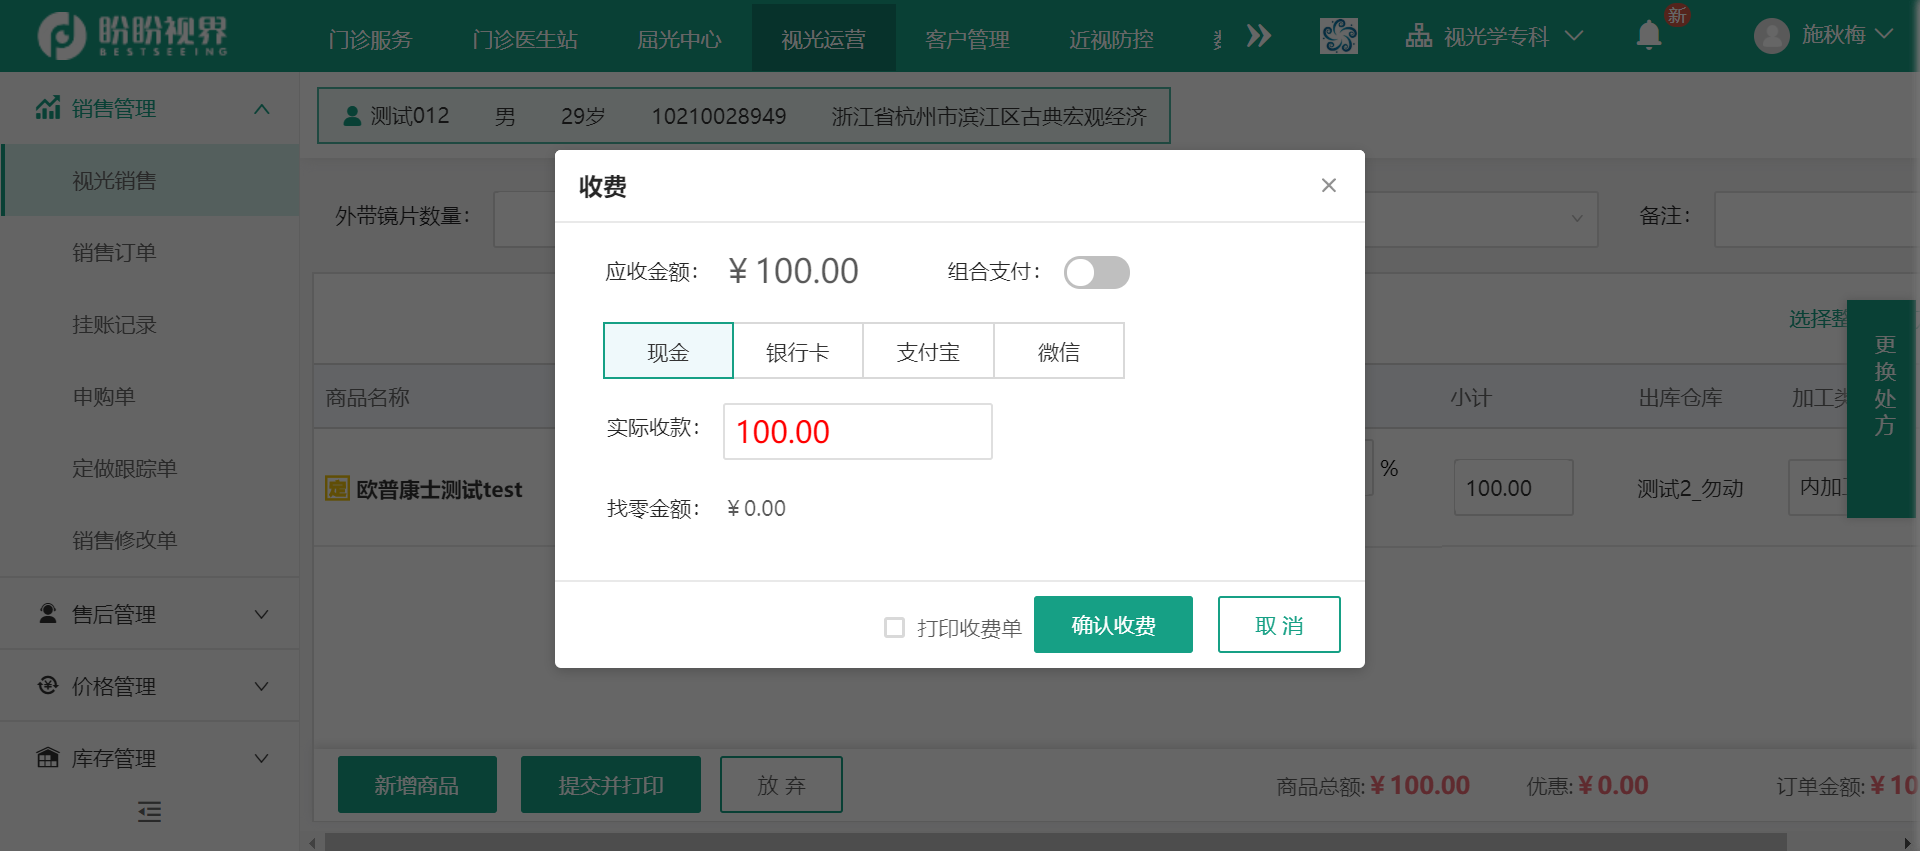 盼盼视界
BESTSEEING
门诊服务
门诊医生站
屈光中心
视光运营
客户管理
近视防控
视光学专科
新
施秋梅
销售管理
视光销售
销售订单
挂账记录
申购单
定做跟踪单
销售修改单
售后管理
价格管理
库存管理
测试012 男 29岁 10210028949 浙江省杭州市滨江区古典宏观经济
外带镜片数量：
备注：
选择整
更换处方
商品名称
小计
出库仓库
加工类
定 欧普康士测试test
%
100.00
测试2_勿动
内加工
收费
×
应收金额： ¥ 100.00 组合支付：
现金 银行卡 支付宝 微信
实际收款： 100.00
找零金额： ¥ 0.00
打印收费单 确认收费 取 消
新增商品 提交并打印 放 弃
商品总额: ¥ 100.00 优惠: ¥ 0.00 订单金额: ¥ 10